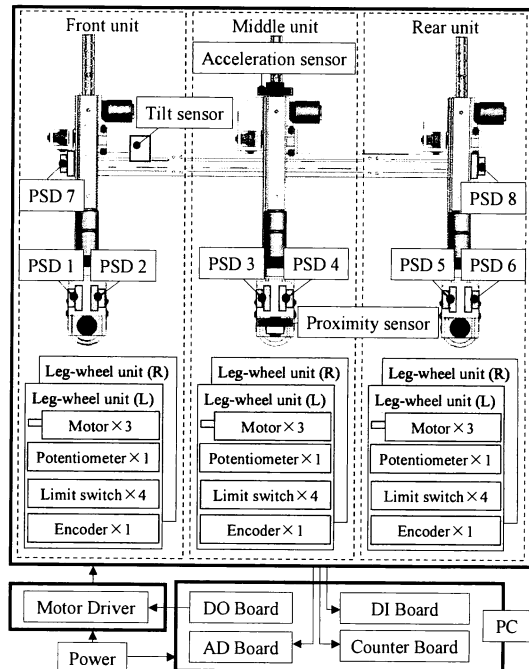 Front unit
Middle unit
Rear unit
Acceleration sensor
Tilt sensor
PSD 7
PSD 8
PSD 1
PSD 2
PSD 3
PSD 4
PSD 5
PSD 6
Proximity sensor
Leg-wheel unit (R)
Leg-wheel unit (L)
Motor×3
Potentiometer×1
Limit switch×4
Encoder×1
Leg-wheel unit (R)
Leg-wheel unit (L)
Motor×3
Potentiometer×1
Limit switch×4
Encoder×1
Leg-wheel unit (R)
Leg-wheel unit (L)
Motor×3
Potentiometer×1
Limit switch×4
Encoder×1
Motor Driver
DO Board
DI Board
PC
Power
AD Board
Counter Board